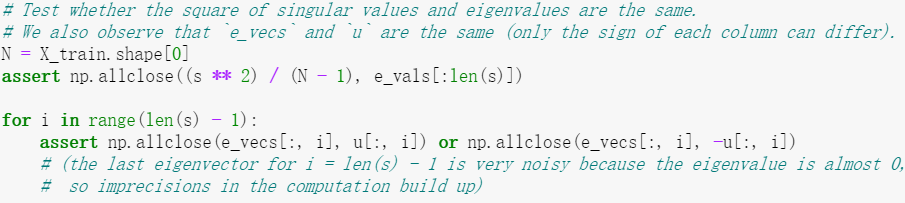 # Test whether the square of singular values and eigenvalues are the same.
# We also observe that `e_vecs` and `u` are the same (only the sign of each column can differ).
N = X_train.shape[0]
assert np.allclose((s ** 2) / (N - 1), e_vals[:len(s)])

for i in range(len(s) - 1):
    assert np.allclose(e_vecs[:, i], u[:, i]) or np.allclose(e_vecs[:, i], -u[:, i])
    # (the last eigenvector for i = len(s) - 1 is very noisy because the eigenvalue is almost 0,
    #  so imprecisions in the computation build up)